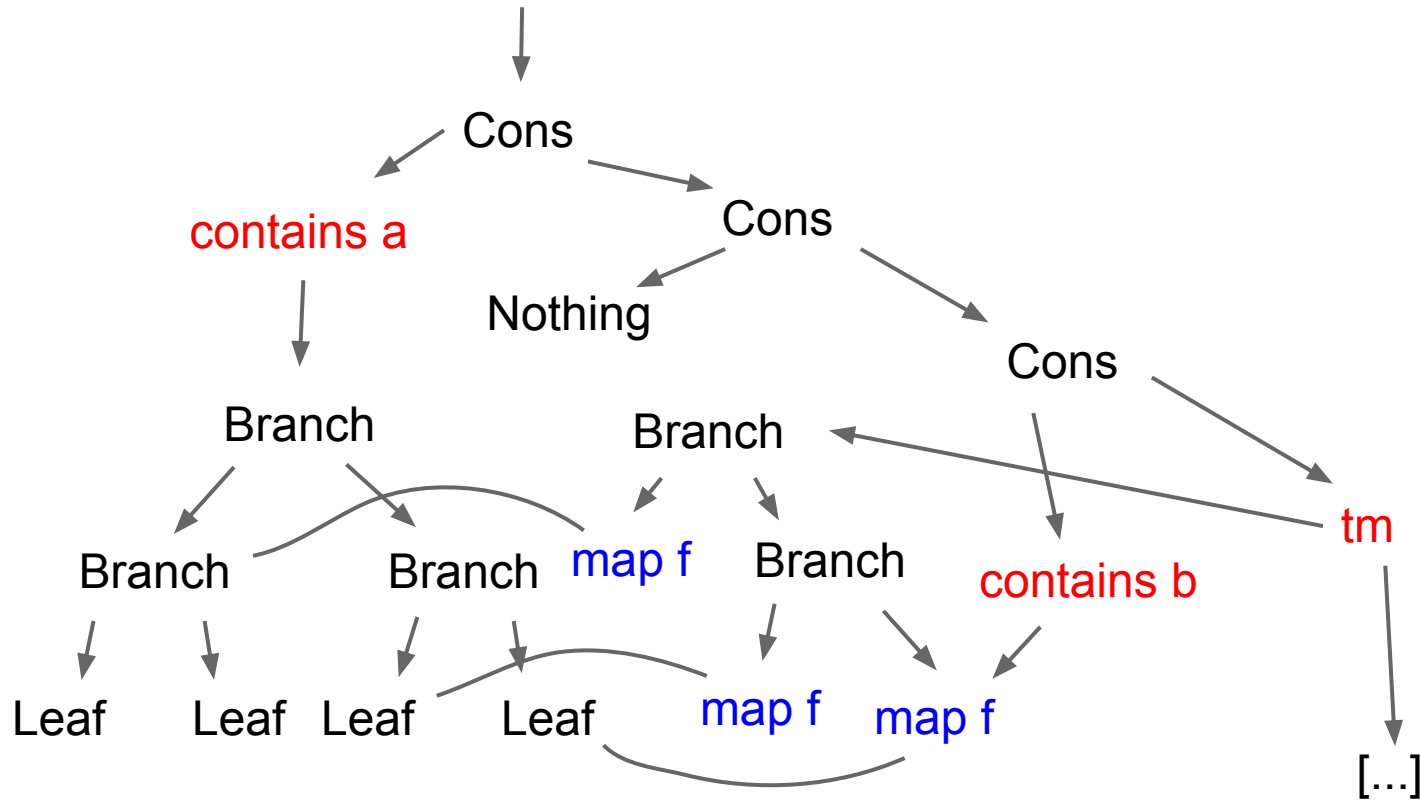 Cons
contains a
Cons
Nothing
Cons
Branch
Branch
tm
Branch
Branch
map f
Branch
contains b
Leaf
Leaf
Leaf
Leaf
map f
map f
[...]